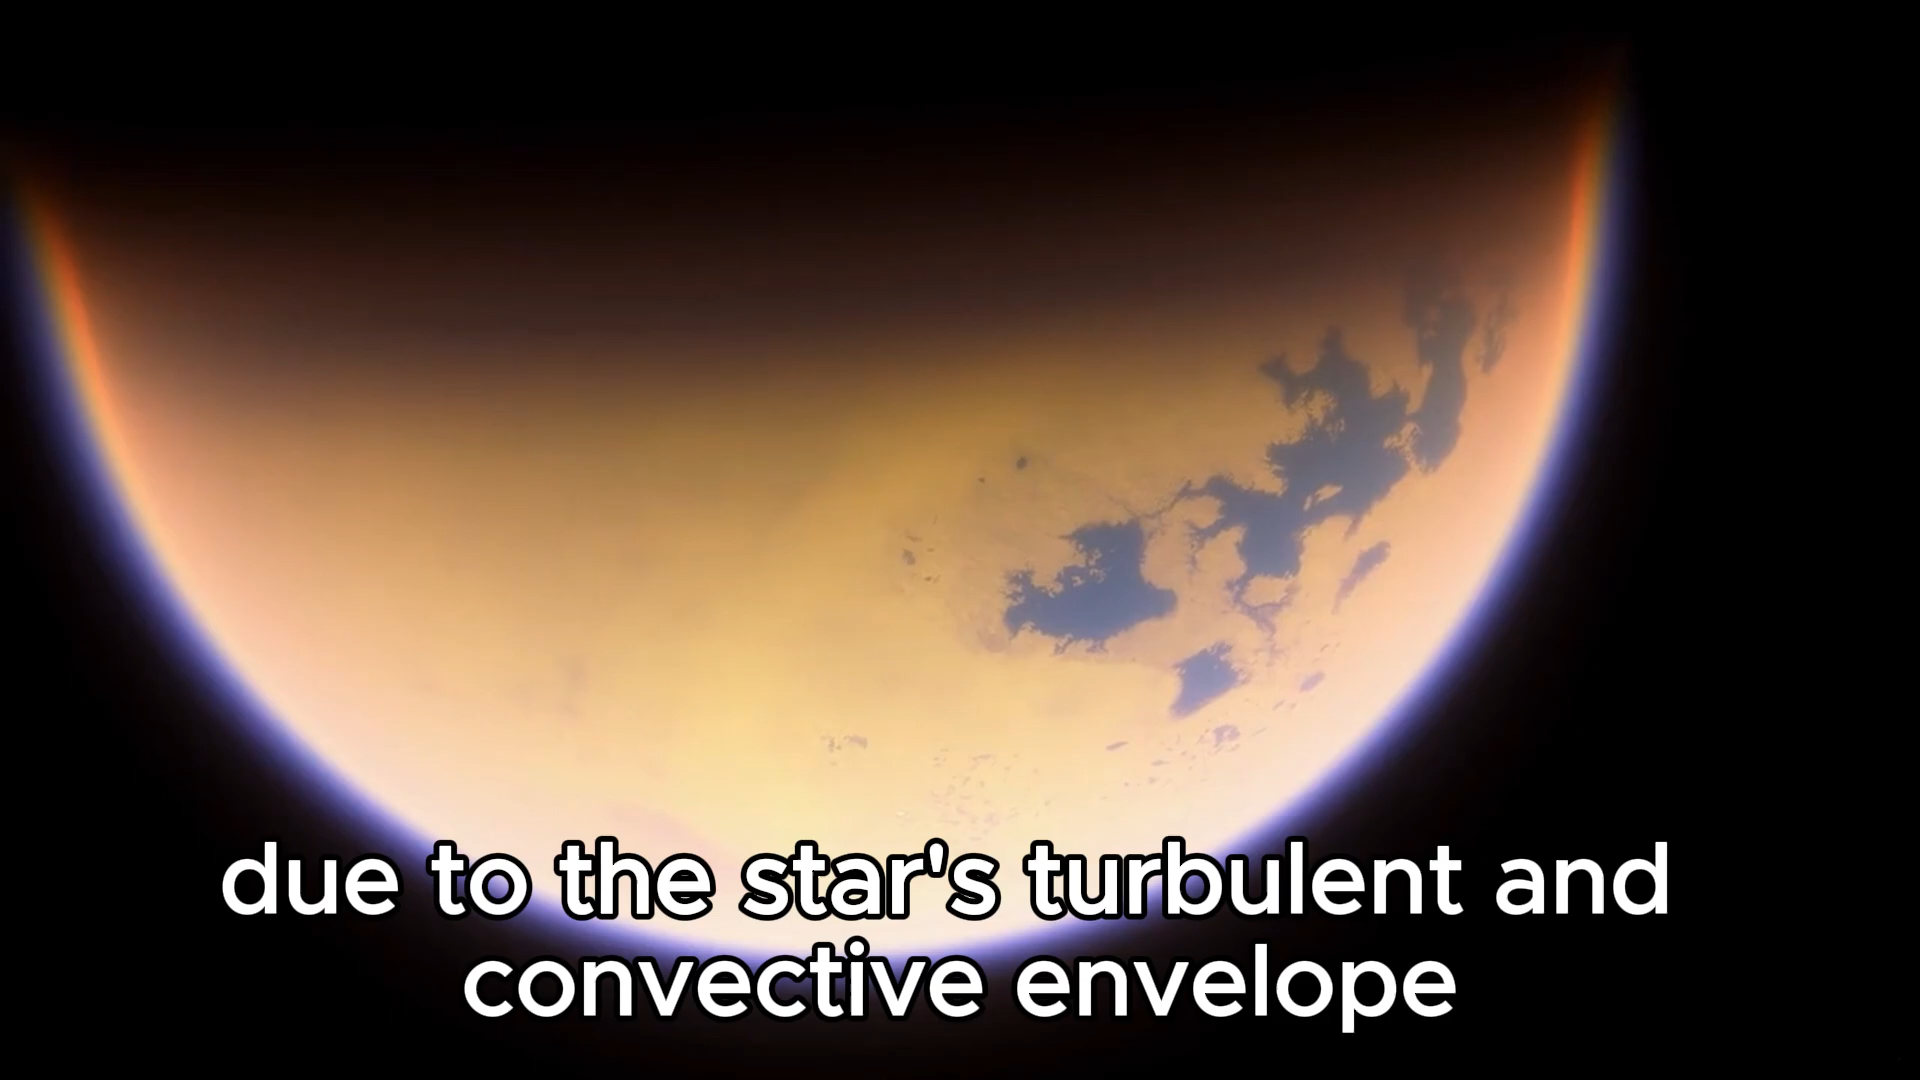 due to the star's turbulent and
convective envelope